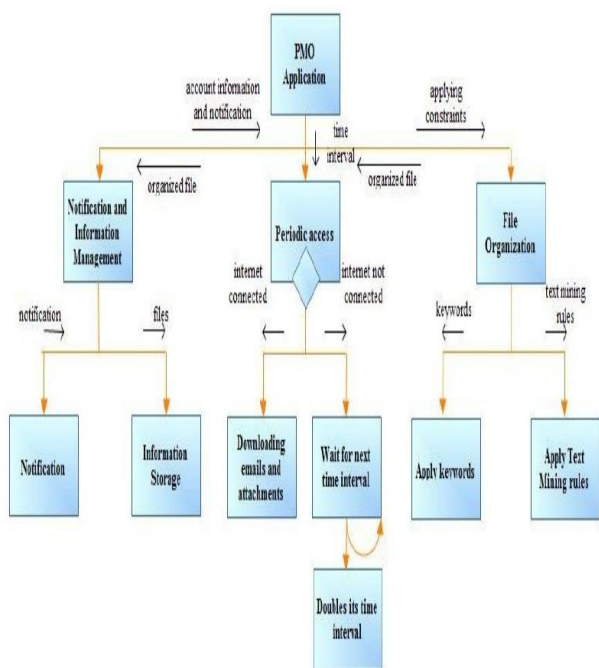 PMO
Application
account information
and notification
applying
constraints
time
interval
organized file
organized file
Notification and
Information
Management
Periodic access
File
Organization
internet
connected
internet not
connected
notification
files
keywords
text mining
rules
Notification
Information
Storage
Downloading
emails and
attachments
Wait for next
time interval
Apply keywords
Apply Text
Mining rules
Doubles its time
interval